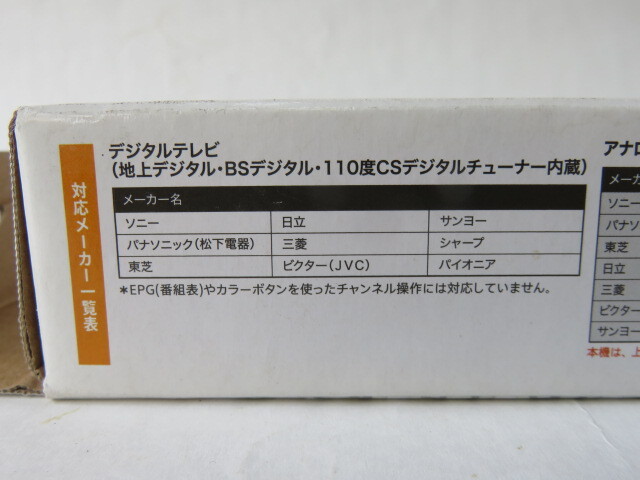 対応メーカー一覧表
デジタルテレビ
(地上デジタル・BSデジタル・110度CSデジタルチューナー内蔵)
メーカー名
ソニー 日立 サンヨー
パナソニック(松下電器) 三菱 シャープ
東芝 ビクター(JVC) パイオニア
*EPG(番組表)やカラーボタンを使ったチャンネル操作には対応していません。
アナロ
メーカ
ソニー
パナソ
東芝
日立
三菱
ビクター
サンヨー
本機は、上